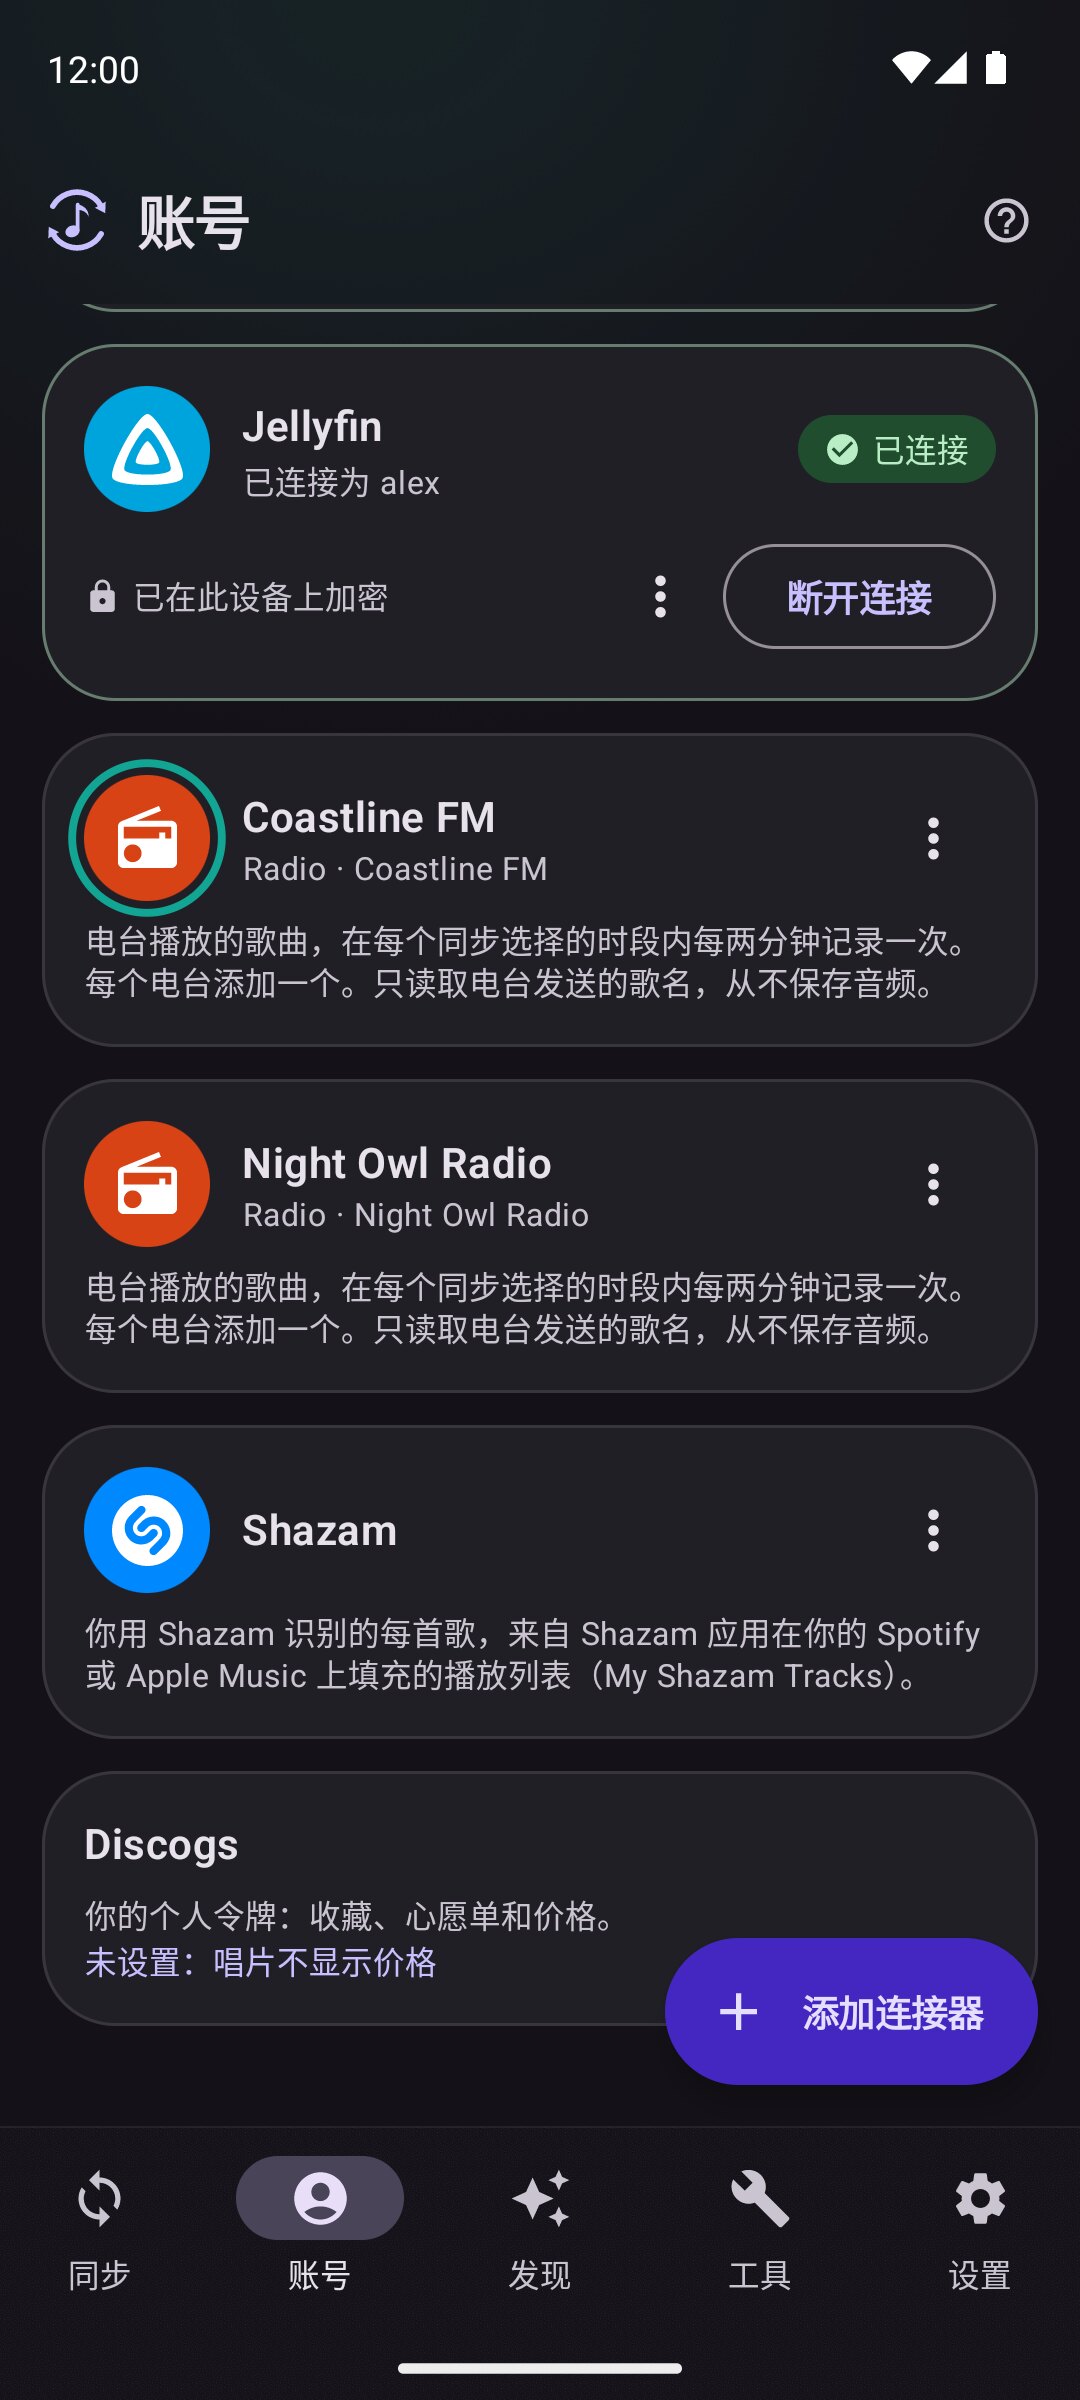 12:00
账号
Jellyfin
已连接为 alex
已连接
已在此设备上加密
断开连接
Coastline FM
Radio · Coastline FM
电台播放的歌曲，在每个同步选择的时段内每两分钟记录一次。
每个电台添加一个。只读取电台发送的歌名，从不保存音频。
Night Owl Radio
Radio · Night Owl Radio
电台播放的歌曲，在每个同步选择的时段内每两分钟记录一次。
每个电台添加一个。只读取电台发送的歌名，从不保存音频。
Shazam
你用 Shazam 识别的每首歌，来自 Shazam 应用在你的 Spotify
或 Apple Music 上填充的播放列表（My Shazam Tracks）。
Discogs
你的个人令牌：收藏、心愿单和价格。
未设置：唱片不显示价格
添加连接器
同步
账号
发现
工具
设置